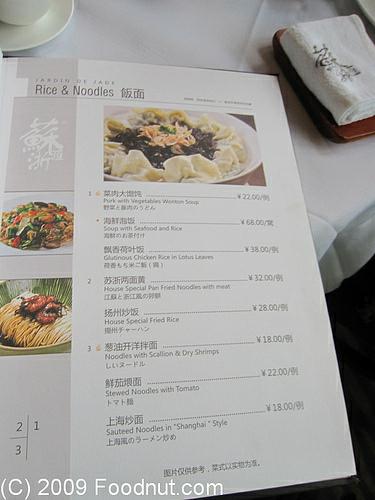 JARDIN DE JADE
Rice & Noodles 飯面
蘇浙
1 菜肉大馄饨 ¥22.00/例
Pork with Vegetables Wonton Soup
野菜と豚肉のうどん
海鲜泡饭 ¥68.00/窝
Soup with Seafood and Rice
海鮮のお茶付け
飘香荷叶饭 ¥38.00/例
Glutinous Chicken Rice in Lotus Leaves
荷香もち米ご飯（鶏）
2 苏浙两面黄 ¥32.00/例
House Special Pan Fried Noodles with meat
江蘇と浙江風の卵麺
扬州炒饭 ¥28.00/例
House Special Fried Rice
揚州チャーハン
3 葱油开洋拌面 ¥18.00/例
Noodles with Scallion & Dry Shrimps
しいヌードル
鲜茄煨面 ¥22.00/例
Stewed Noodles with Tomato
トマト麺
上海炒面 ¥18.00/例
Sauteed Noodles in "Shanghai" Style
上海風のラーメン炒め
2 1
3
图片仅供参考，菜式以实物为准。
(C) 2009 Foodnut.com